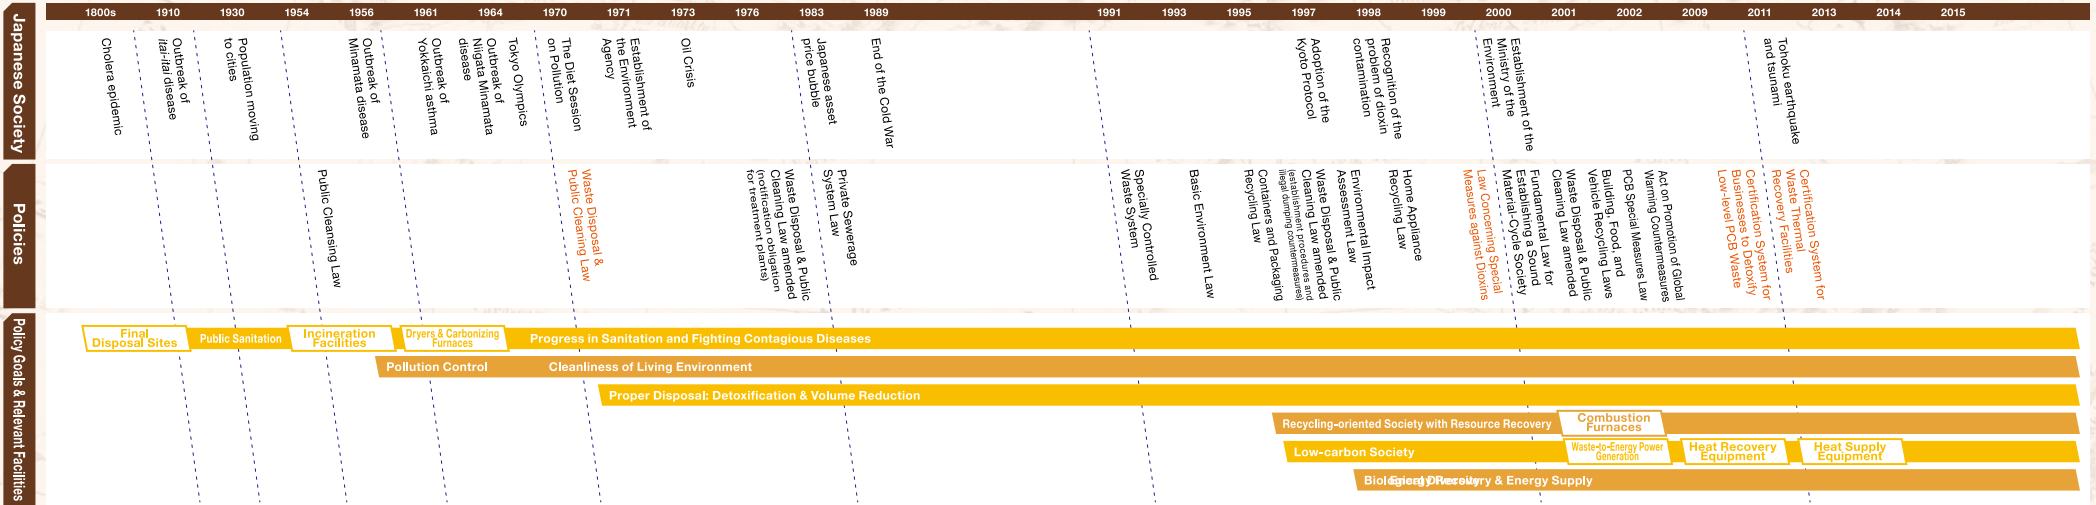 Japanese Society
1800s
1910
1930
1954
1956
1961
1964
1970
1971
1973
1976
1983
1989
1991
1993
1995
1997
1998
1999
2000
2001
2002
2009
2011
2013
2014
2015
Cholera epidemic
Outbreak of
itai-itai disease
Population moving
to cities
Outbreak of
Minamata disease
Outbreak of
Yokkaichi asthma
Outbreak of
Niigata Minamata
disease
Tokyo Olympics
The Diet Session
on Pollution
Establishment of
the Environment
Agency
Oil Crisis
Japanese asset
price bubble
End of the Cold War
Adoption of the
Kyoto Protocol
Recognition of the
problem of dioxin
contamination
Establishment of the
Ministry of the
Environment
Tohoku earthquake
and tsunami
Policies
Public Cleansing Law
Waste Disposal &
Public Cleaning Law
Waste Disposal & Public
Cleaning Law amended
(notification obligation
for treatment plants)
Private Sewerage
System Law
Specially Controlled
Waste System
Basic Environment Law
Containers and Packaging
Recycling Law
Waste Disposal & Public
Cleaning Law amended
(establishment procedures and
illegal dumping countermeasures)
Environmental Impact
Assessment Law
Home Appliance
Recycling Law
Law Concerning Special
Measures against Dioxins
Fundamental Law for
Establishing a Sound
Material-Cycle Society
Waste Disposal & Public
Cleaning Law amended
Building, Food, and
Vehicle Recycling Laws
PCB Special Measures Law
Act on Promotion of Global
Warming Countermeasures
Certification System for
Businesses to Detoxify
Low-level PCB Waste
Certification System for
Waste Thermal
Recovery Facilities
Policy Goals & Relevant Facilities
Final
Disposal Sites
Public Sanitation
Incineration
Facilities
Dryers & Carbonizing
Furnaces
Progress in Sanitation and Fighting Contagious Diseases
Pollution Control
Cleanliness of Living Environment
Proper Disposal: Detoxification & Volume Reduction
Recycling-oriented Society with Resource Recovery
Combustion
Furnaces
Low-carbon Society
Waste-to-Energy Power
Generation
Heat Recovery
Equipment
Heat Supply
Equipment
Biological Diversity
Energy Recovery & Energy Supply